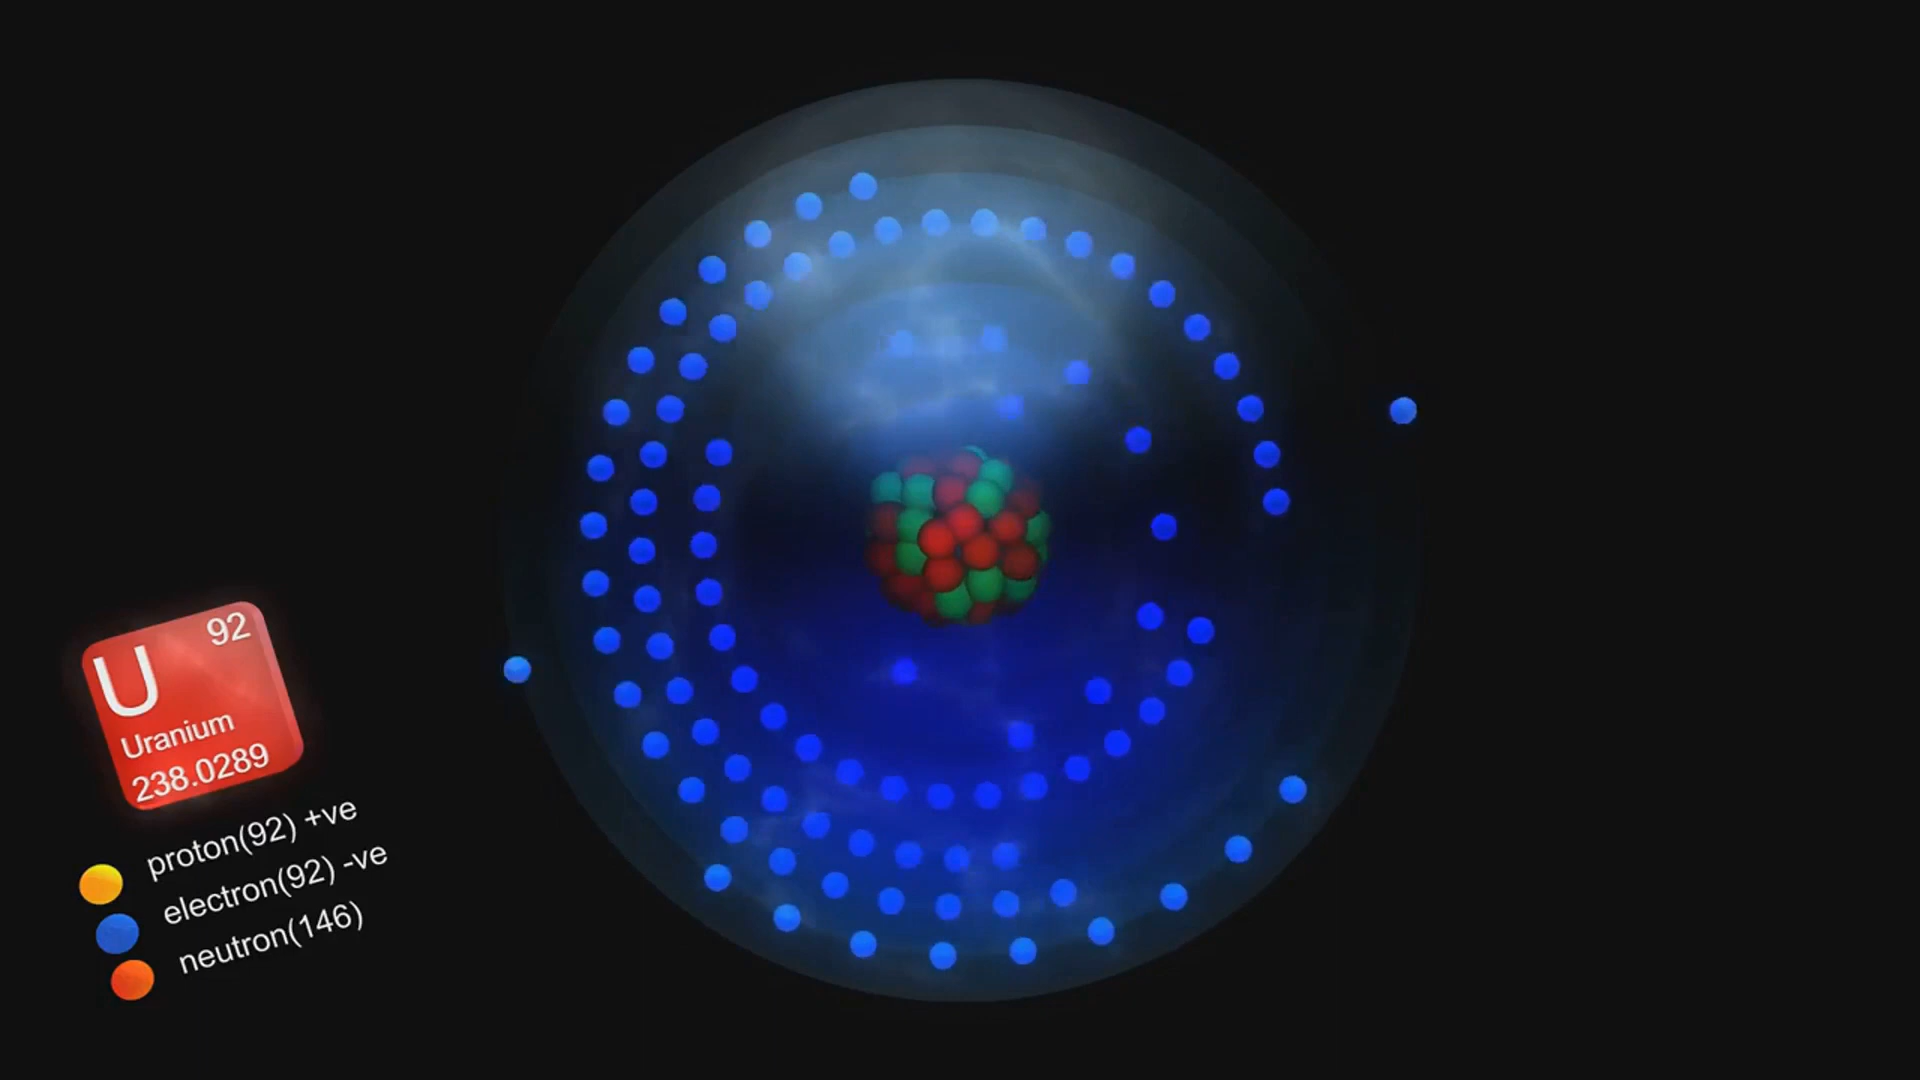 92
U
Uranium
238.0289
proton(92) +ve
electron(92) -ve
neutron(146)